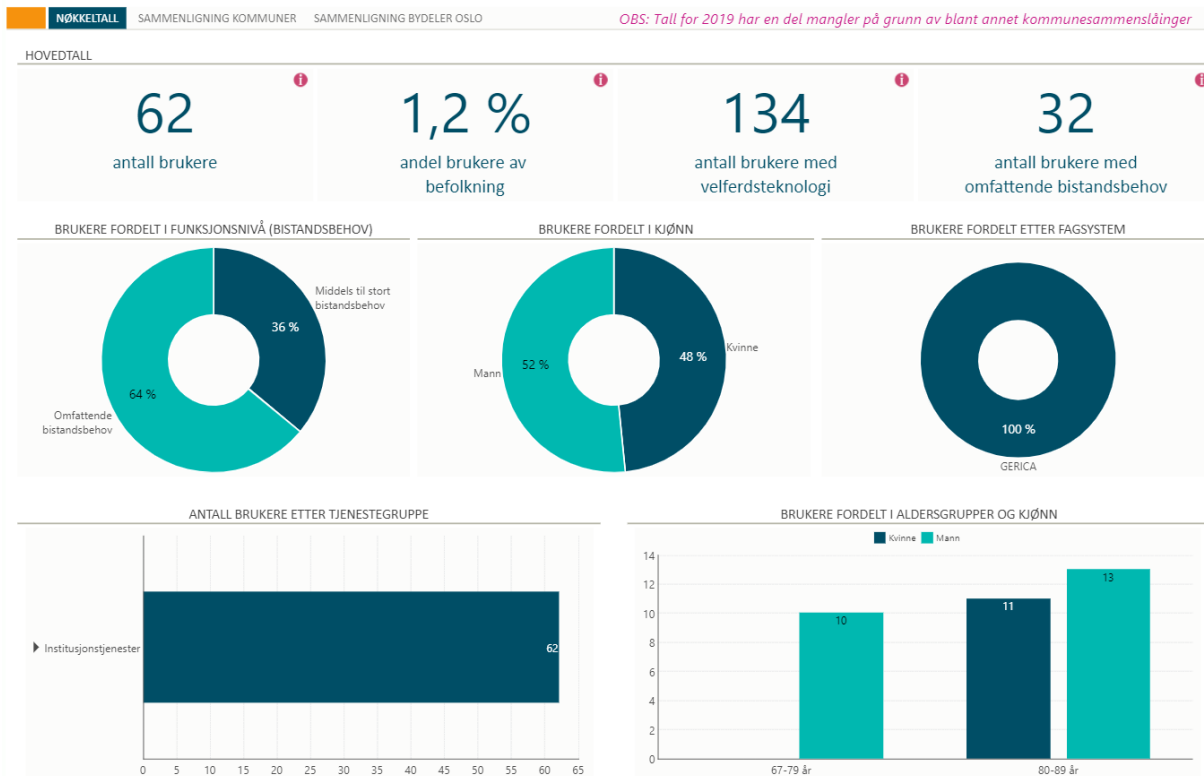 NØKKELTALL SAMMENLIGNING KOMMUNER SAMMENLIGNING BYDELER OSLO OBS: Tall for 2019 har en del mangler på grunn av blant annet kommunesammenslåinger
HOVEDTALL
62
antall brukere
1,2 %
andel brukere av
befolkning
134
antall brukere med
velferdsteknologi
32
antall brukere med
omfattende bistandsbehov
BRUKERE FORDELT I FUNKSJONSNIVÅ (BISTANDSBEHOV)
Middels til stort
bistandsbehov
36 %
64 %
Omfattende
bistandsbehov
BRUKERE FORDELT I KJØNN
Kvinne
48 %
52 %
Mann
BRUKERE FORDELT ETTER FAGSYSTEM
100 %
GERICA
ANTALL BRUKERE ETTER TJENESTEGRUPPE
Institusjonstjenester
62
0 5 10 15 20 25 30 35 40 45 50 55 60 65
BRUKERE FORDELT I ALDERSGRUPPER OG KJØNN
Kvinne Mann
14
12
10
8
6
4
2
0
10
11
13
67-79 år 80-89 år